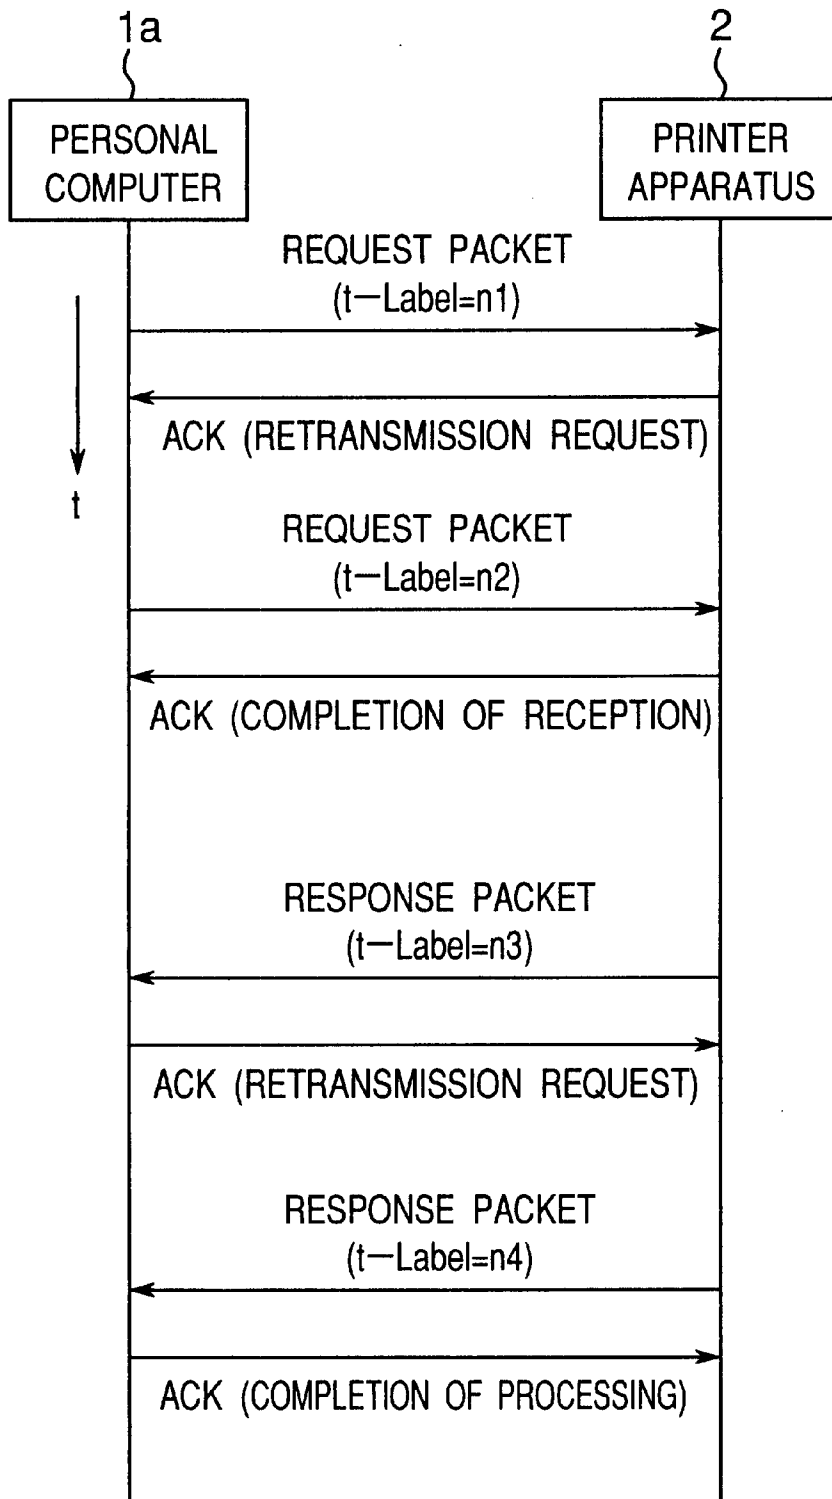 1a
2
PERSONAL
COMPUTER
PRINTER
APPARATUS
REQUEST PACKET
(t—Label=n1)
ACK (RETRANSMISSION REQUEST)
t
REQUEST PACKET
(t—Label=n2)
ACK (COMPLETION OF RECEPTION)
RESPONSE PACKET
(t—Label=n3)
ACK (RETRANSMISSION REQUEST)
RESPONSE PACKET
(t—Label=n4)
ACK (COMPLETION OF PROCESSING)